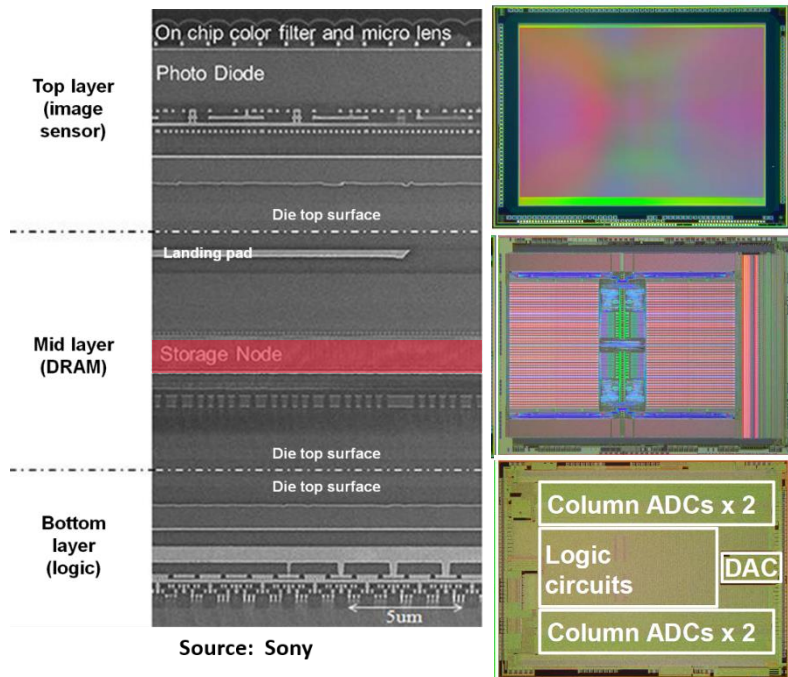 On chip color filter and micro lens
Photo Diode
Top layer
(image
sensor)
Die top surface
Landing pad
Mid layer
(DRAM)
Storage Node
Die top surface
Die top surface
Bottom
layer
(logic)
5um
Source: Sony
Column ADCs x 2
Logic
circuits
DAC
Column ADCs x 2